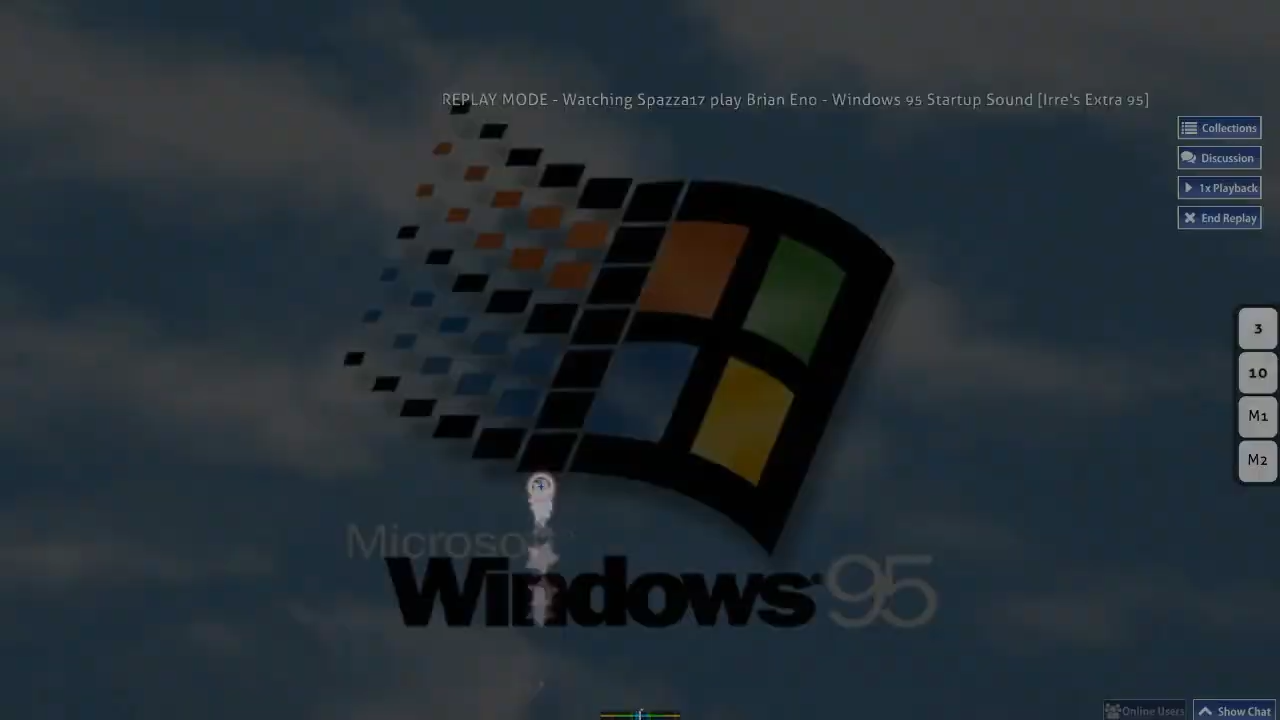 REPLAY MODE - Watching Spazza17 play Brian Eno - Windows 95 Startup Sound [Irre's Extra 95]
Collections
Discussion
1x Playback
End Replay
3
10
M1
M2
Microsoft
Windows 95
Online Users
Show Chat